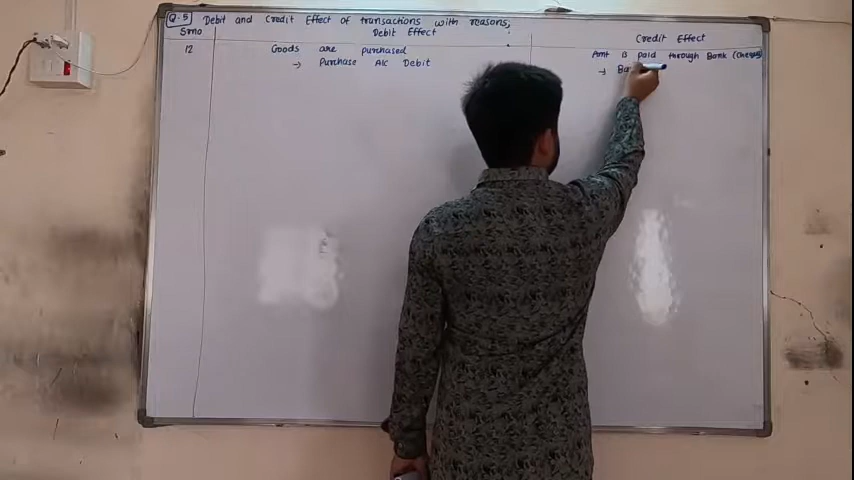 Q.5 Debit and Credit Effect of transactions with reasons;
Srno Debit Effect Credit Effect
12 Goods are purchased Amt is paid through Bank (Cheque)
→ Purchase A/c Debit → Ba